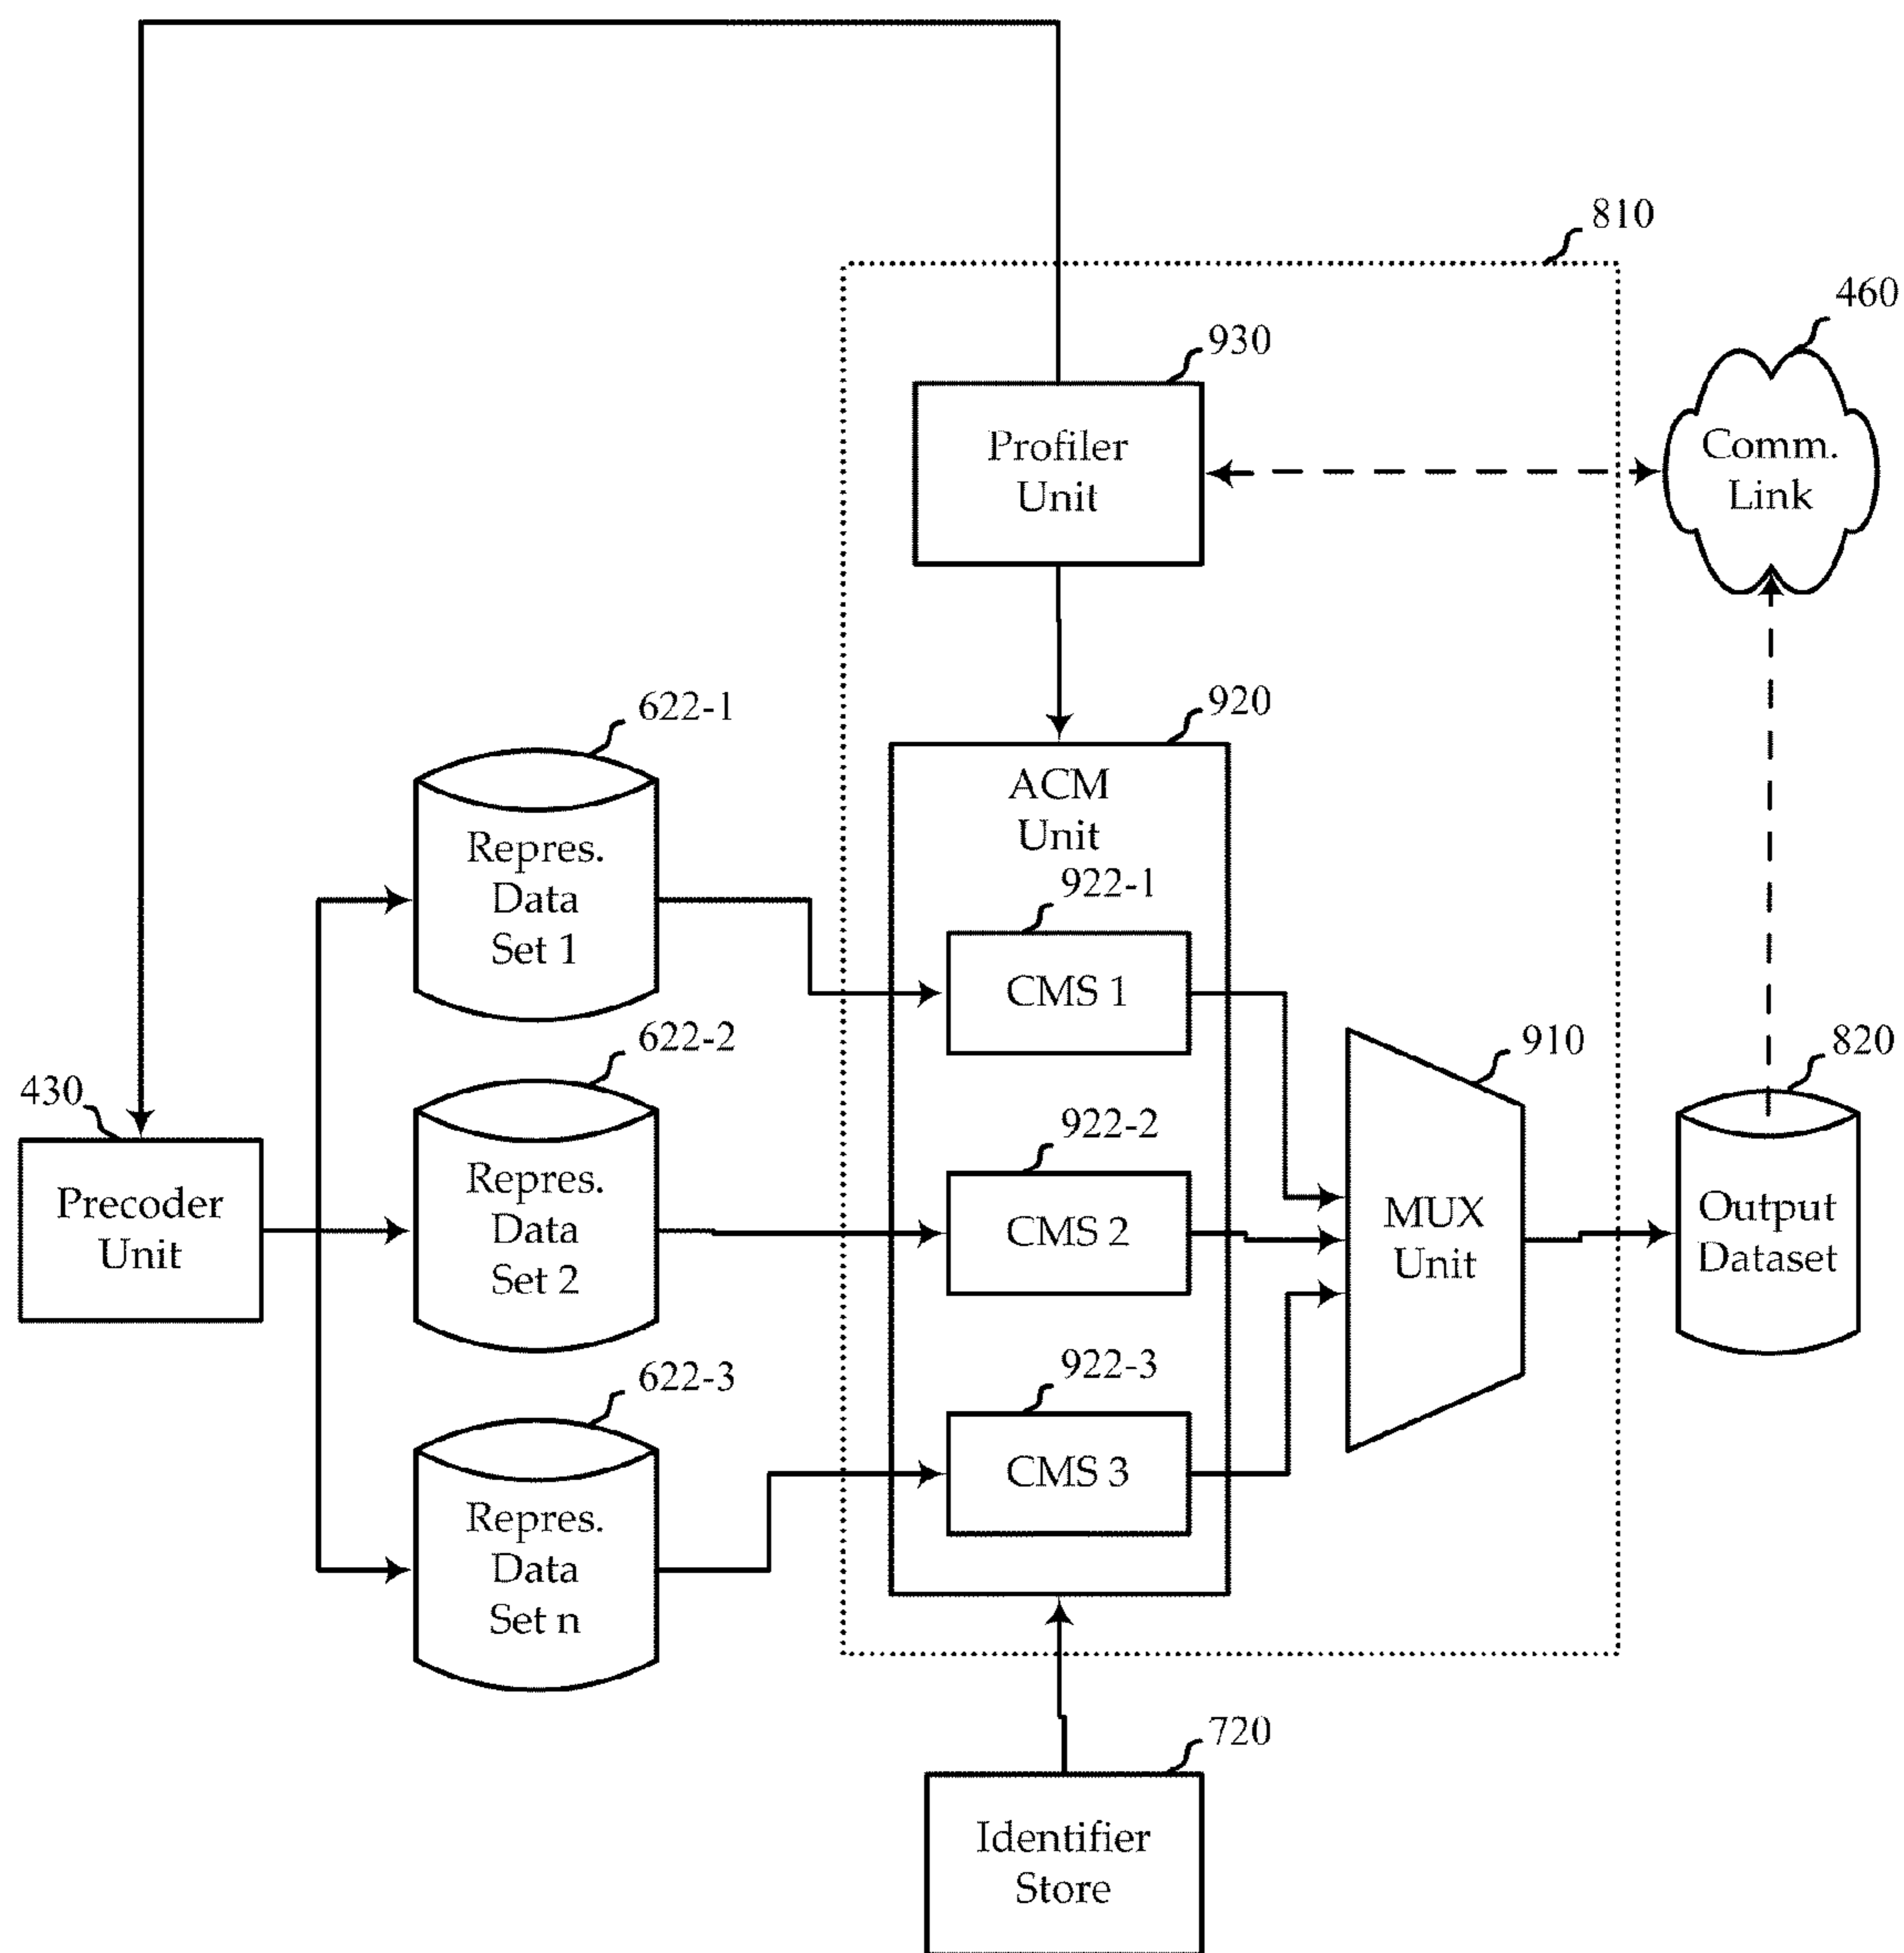 810
460
930
Profiler
Unit
Comm.
Link
622-1
920
Repres.
Data
Set 1
ACM
Unit
922-1
CMS 1
622-2
910
820
430
922-2
Precoder
Unit
Repres.
Data
Set 2
CMS 2
MUX
Unit
Output
Dataset
622-3
922-3
Repres.
Data
Set n
CMS 3
720
Identifier
Store